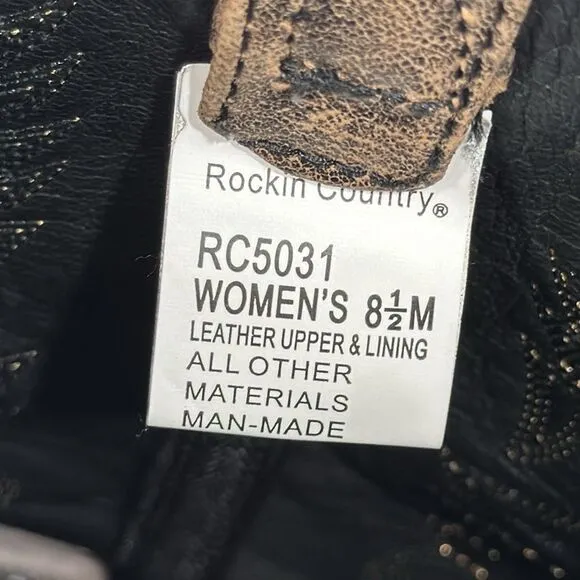 Rockin Country®
RC5031
WOMEN'S 8½M
LEATHER UPPER & LINING
ALL OTHER
MATERIALS
MAN-MADE